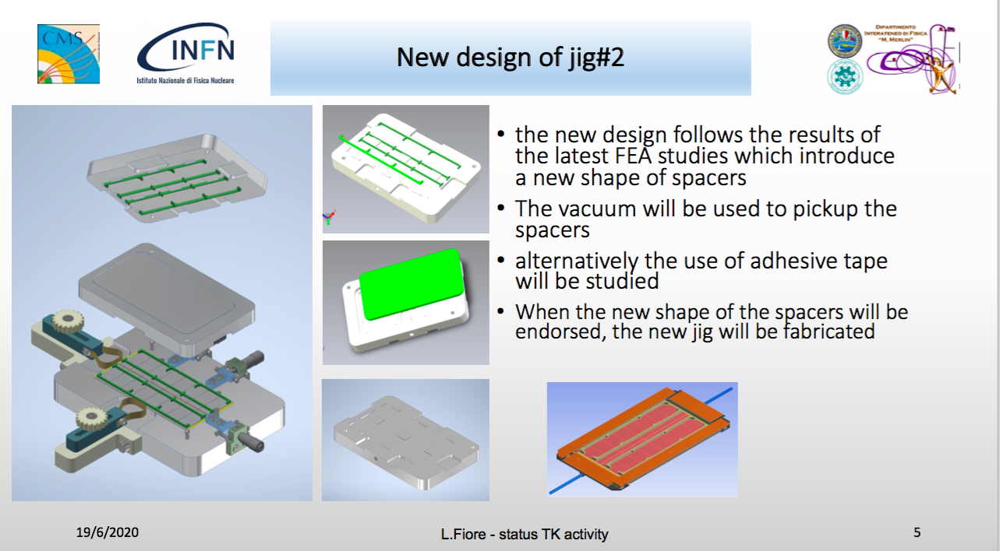 CMS
INFN
Istituto Nazionale di Fisica Nucleare
New design of jig#2
DIPARTIMENTO
INTERATENEO DI FISICA
"M. MERLIN"
• the new design follows the results of
the latest FEA studies which introduce
a new shape of spacers
• The vacuum will be used to pickup the
spacers
• alternatively the use of adhesive tape
will be studied
• When the new shape of the spacers will be
endorsed, the new jig will be fabricated
19/6/2020
L.Fiore - status TK activity
5